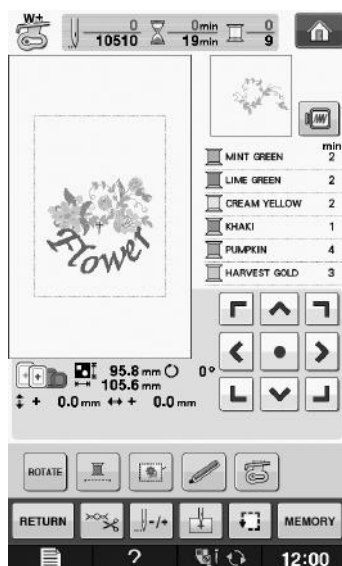 W+
0 0min 0
10510 19min 9
min
MINT GREEN 2
LIME GREEN 2
CREAM YELLOW 2
KHAKI 1
PUMPKIN 4
HARVEST GOLD 3
Flower
95.8 mm 0°
105.6 mm
+ 0.0 mm + 0.0 mm
ROTATE
RETURN -/+ MEMORY
? 12:00